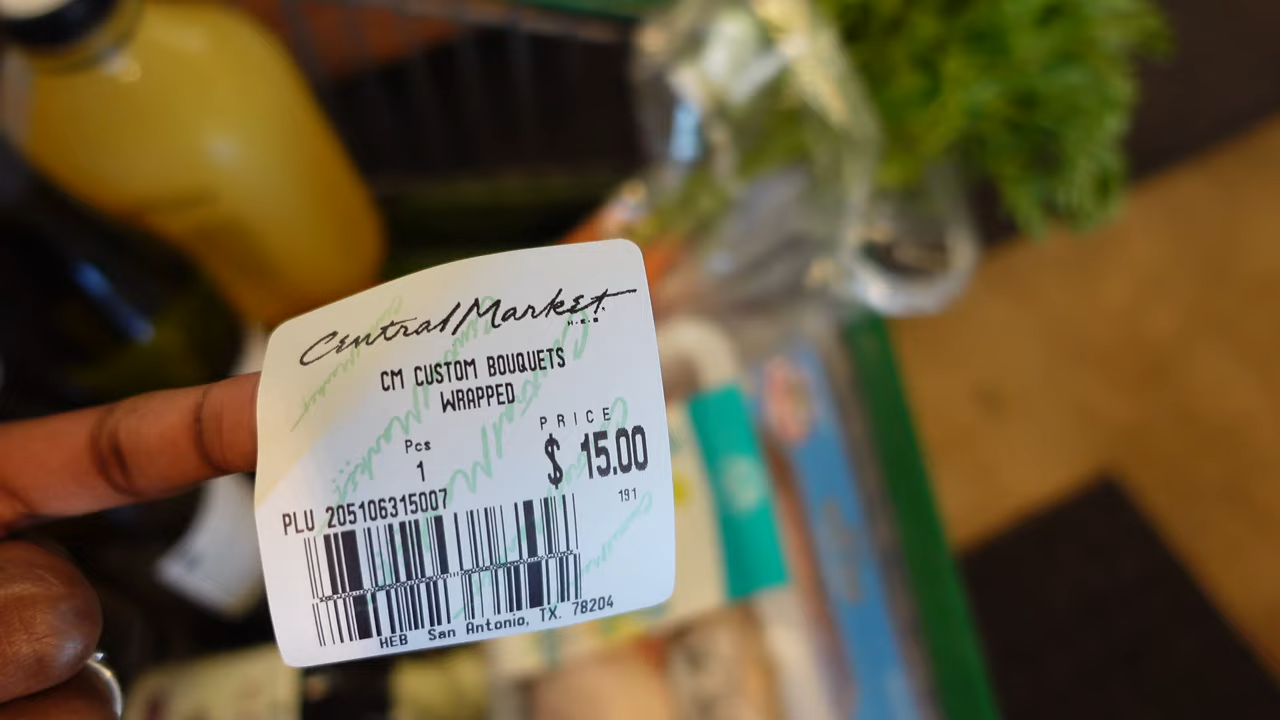 Central Market
H-E-B
CM CUSTOM BOUQUETS
WRAPPED
PRICE
Pcs
$ 15.00
1
191
PLU 205106315007
HEB San Antonio, TX. 78204